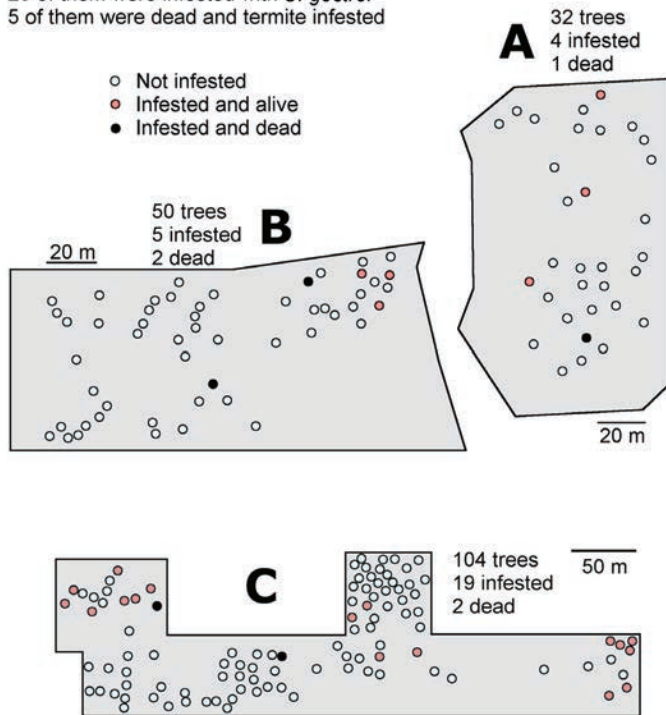 5 of them were dead and termite infested
Not infested
Infested and alive
Infested and dead
A
32 trees
4 infested
1 dead
20 m
B
50 trees
5 infested
2 dead
20 m
C
104 trees
19 infested
2 dead
50 m